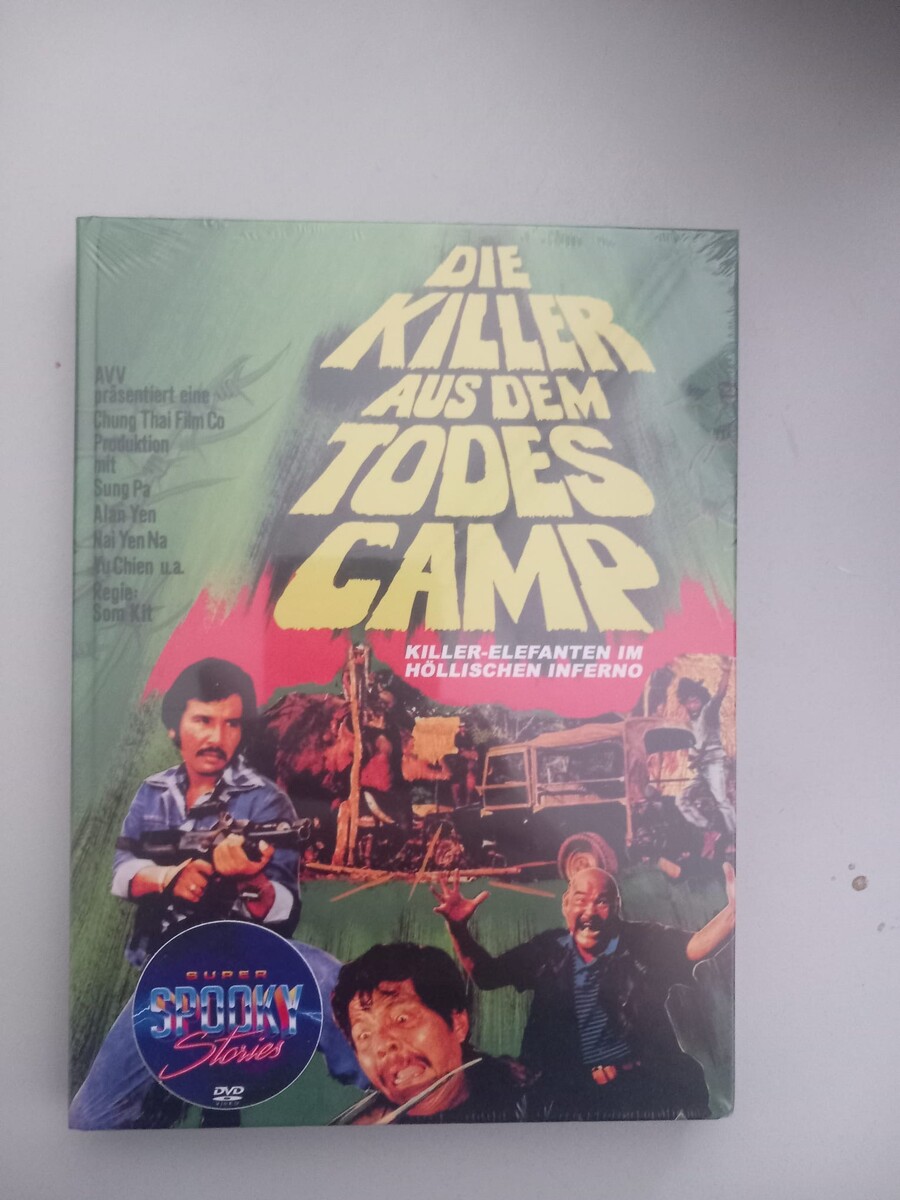 DIE
KILLER
AUS DEM
TODES
CAMP
KILLER-ELEFANTEN IM
HÖLLISCHEN INFERNO
AVV
präsentiert eine
Chung Thai Film Co
Produktion
mit
Sung Pa
Alan Yen
Nai Yen Na
Yu Chien u.a.
Regie:
Som Kit
SUPER
SPOOKY
Stories
DVD
VIDEO